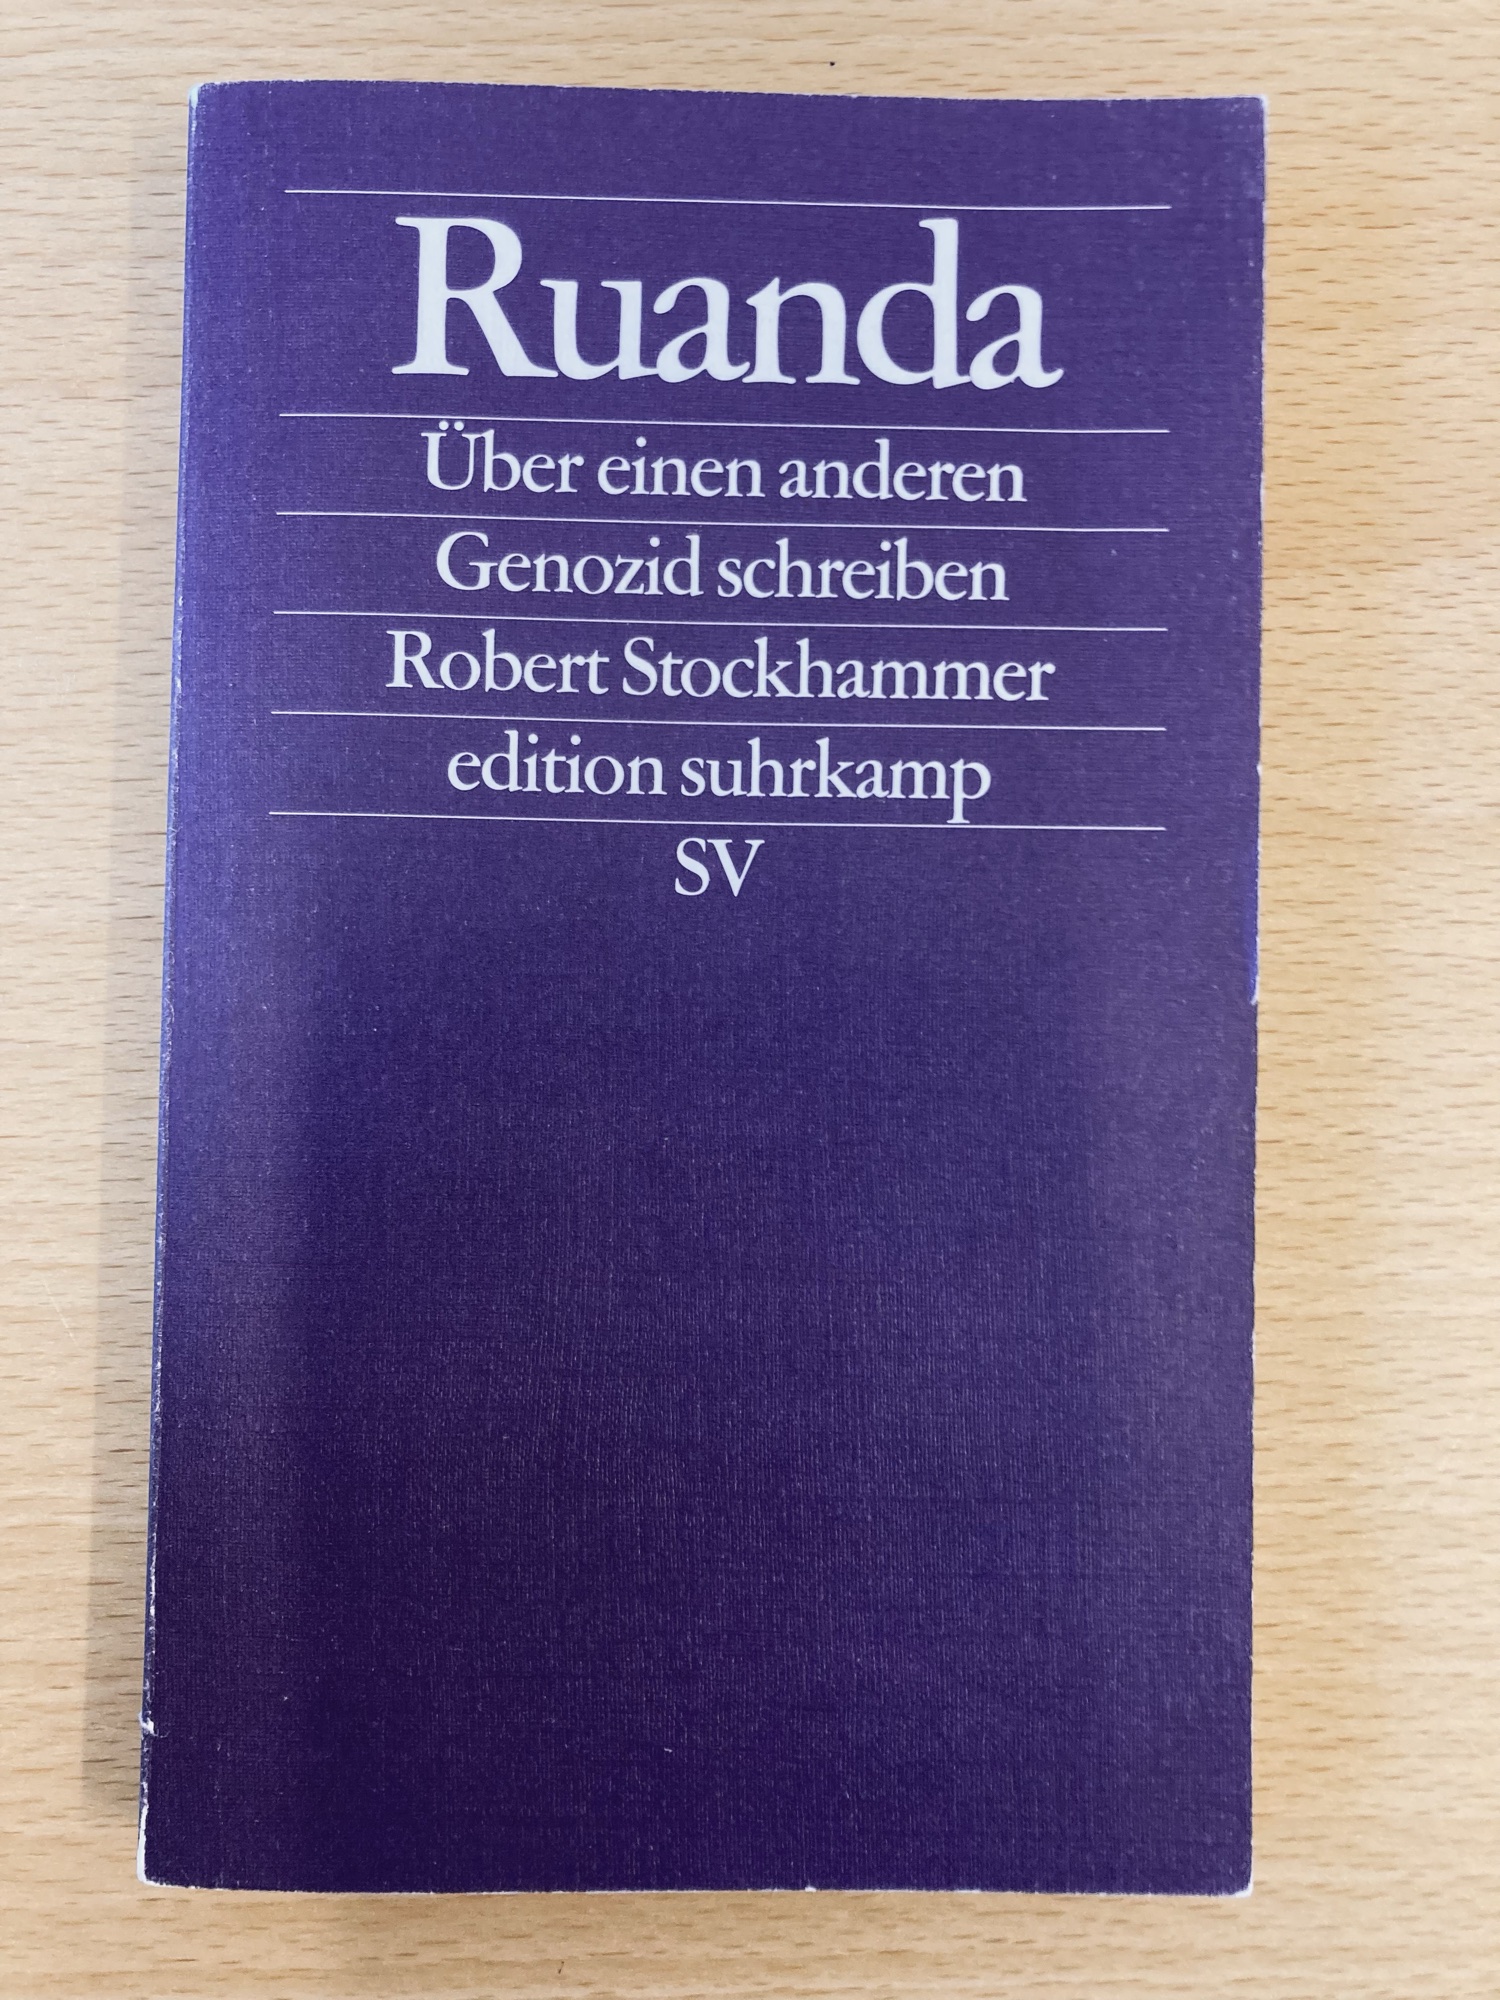 Ruanda
Über einen anderen
Genozid schreiben
Robert Stockhammer
edition suhrkamp
SV